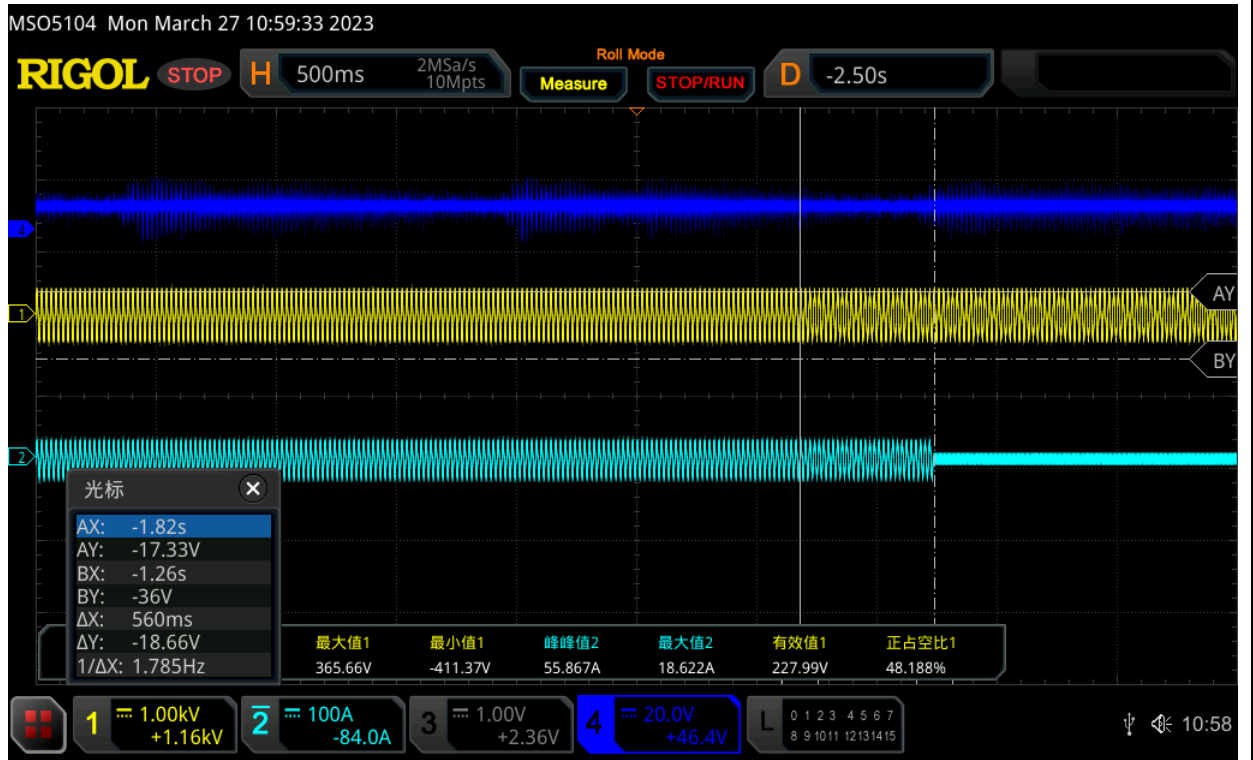 MSO5104 Mon March 27 10:59:33 2023
RIGOL STOP H 500ms 2MSa/s 10Mpts Roll Mode Measure STOP/RUN D -2.50s
4
1
AY
BY
2
光标
AX: -1.82s
AY: -17.33V
BX: -1.26s
BY: -36V
ΔX: 560ms
ΔY: -18.66V
1/ΔX: 1.785Hz
最大值1 最小值1 峰峰值2 最大值2 有效值1 正占空比1
365.66V -411.37V 55.867A 18.622A 227.99V 48.188%
1 1.00kV +1.16kV
2 100A -84.0A
3 1.00V +2.36V
4 20.0V +46.4V
L 0 1 2 3 4 5 6 7
8 9 1011 12131415
10:58